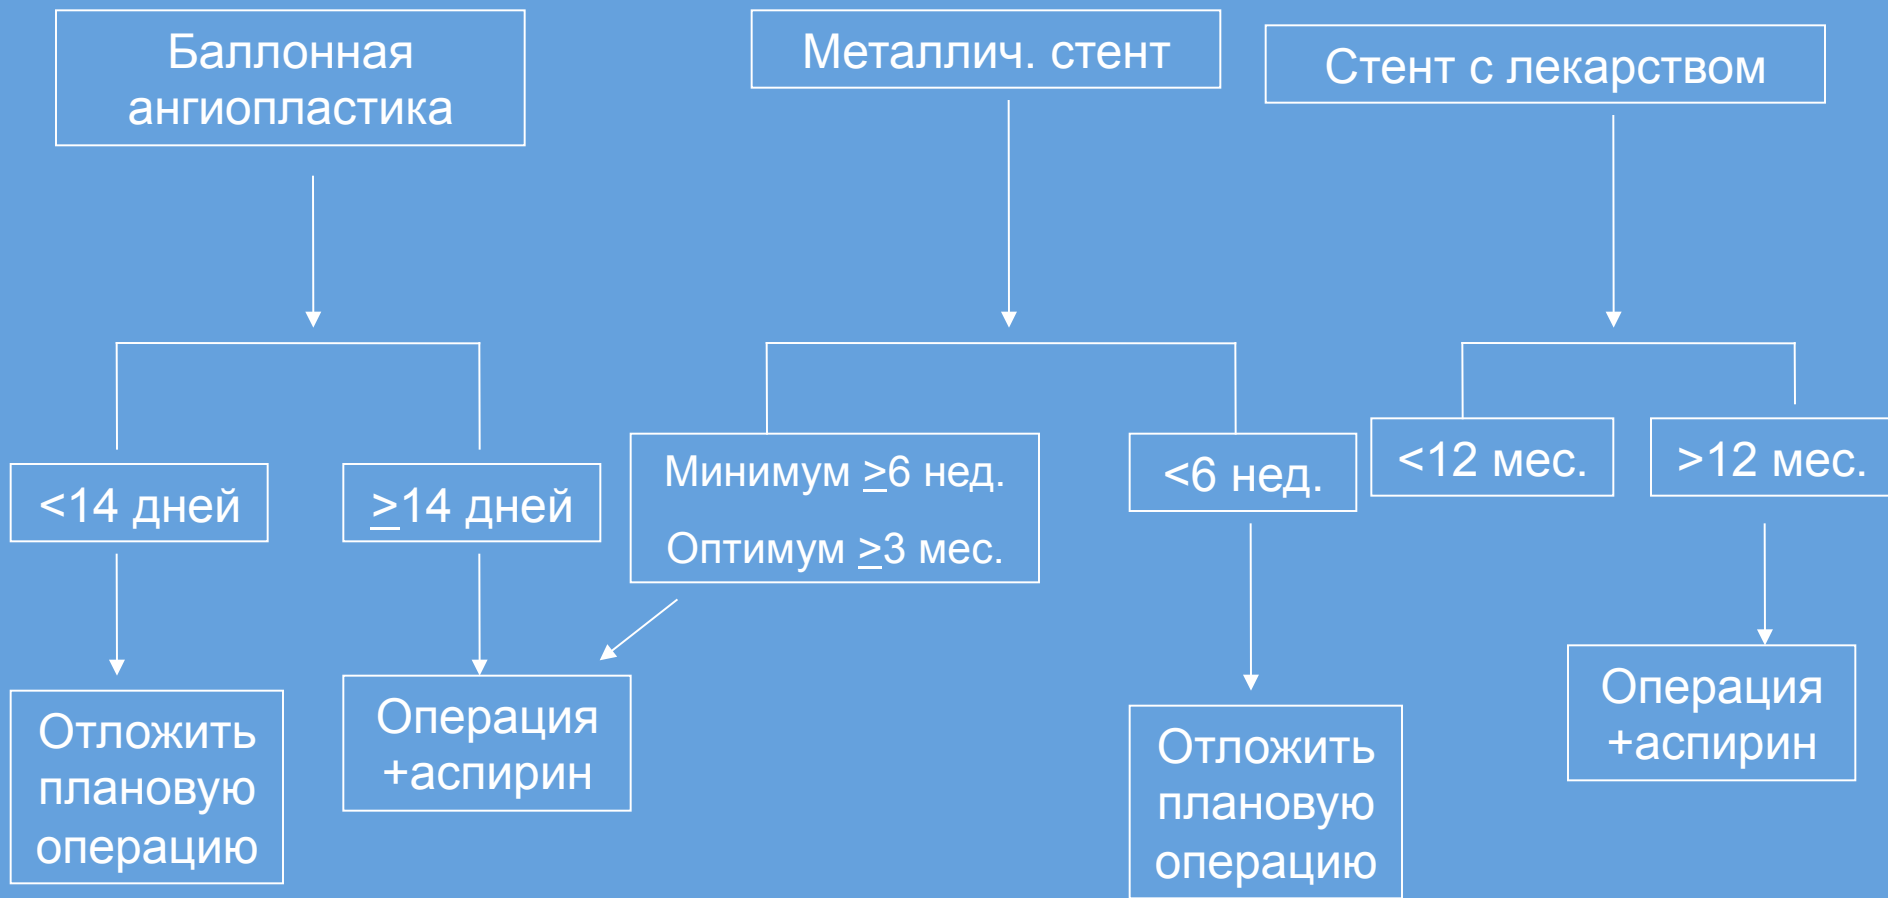 Баллонная
ангиопластика
Металлич. стент
Стент с лекарством
<14 дней
≥14 дней
Минимум ≥6 нед.
Оптимум ≥3 мес.
<6 нед.
<12 мес.
>12 мес.
Отложить
плановую
операцию
Операция
+аспирин
Отложить
плановую
операцию
Операция
+аспирин